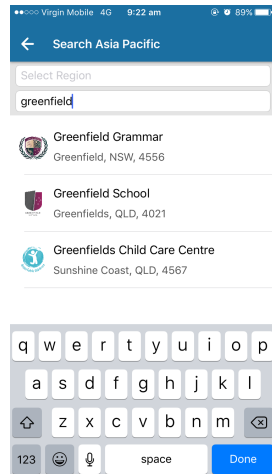 Virgin Mobile 4G 9:22 am 89%
Search Asia Pacific
Select Region
greenfield
Greenfield Grammar
Greenfield, NSW, 4556
Greenfield School
Greenfields, QLD, 4021
Greenfields Child Care Centre
Sunshine Coast, QLD, 4567
q w e r t y u i o p
a s d f g h j k l
z x c v b n m
123 space Done